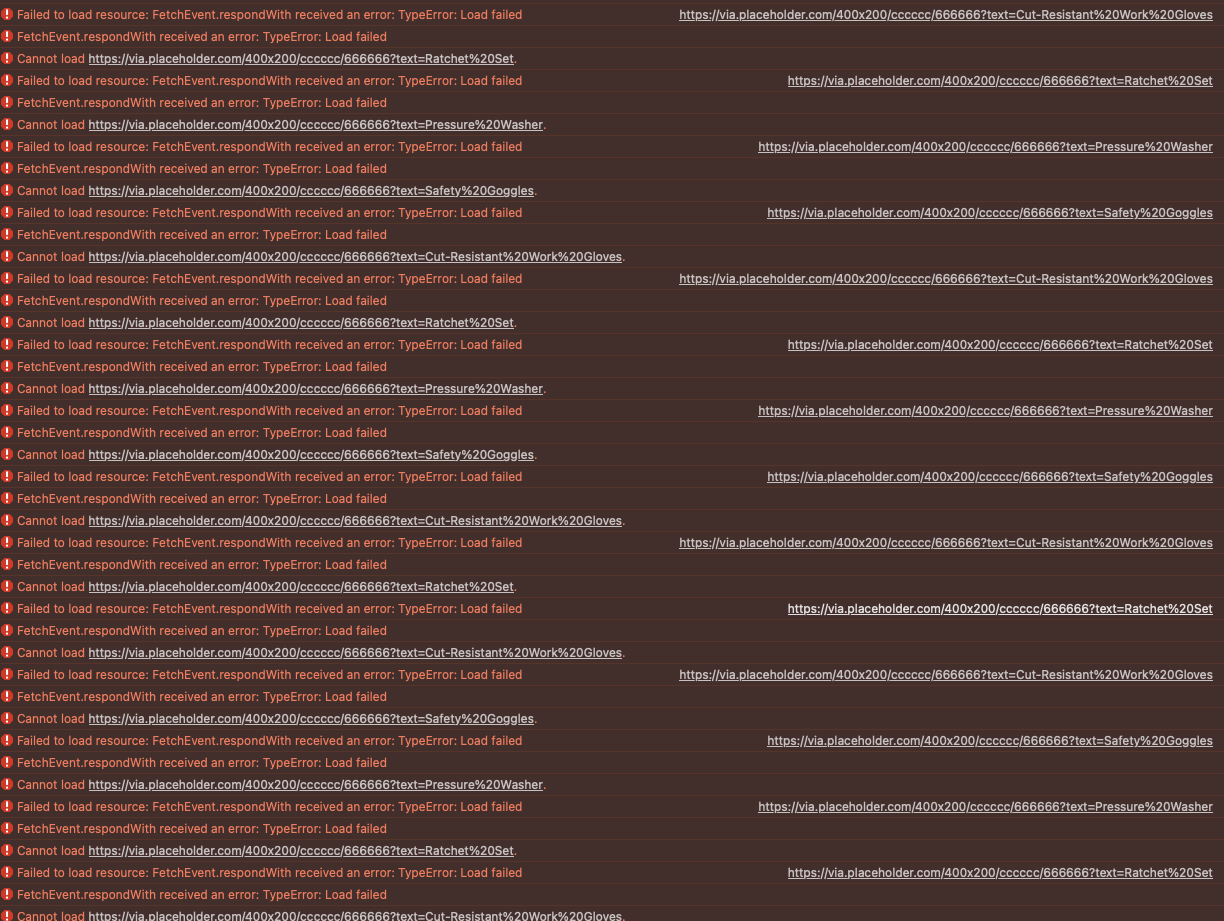 Failed to load resource: FetchEvent.respondWith received an error: TypeError: Load failed https://via.placeholder.com/400x200/cccccc/666666?text=Cut-Resistant%20Work%20Gloves
FetchEvent.respondWith received an error: TypeError: Load failed
Cannot load https://via.placeholder.com/400x200/cccccc/666666?text=Ratchet%20Set.
Failed to load resource: FetchEvent.respondWith received an error: TypeError: Load failed https://via.placeholder.com/400x200/cccccc/666666?text=Ratchet%20Set
FetchEvent.respondWith received an error: TypeError: Load failed
Cannot load https://via.placeholder.com/400x200/cccccc/666666?text=Pressure%20Washer.
Failed to load resource: FetchEvent.respondWith received an error: TypeError: Load failed https://via.placeholder.com/400x200/cccccc/666666?text=Pressure%20Washer
FetchEvent.respondWith received an error: TypeError: Load failed
Cannot load https://via.placeholder.com/400x200/cccccc/666666?text=Safety%20Goggles.
Failed to load resource: FetchEvent.respondWith received an error: TypeError: Load failed https://via.placeholder.com/400x200/cccccc/666666?text=Safety%20Goggles
FetchEvent.respondWith received an error: TypeError: Load failed
Cannot load https://via.placeholder.com/400x200/cccccc/666666?text=Cut-Resistant%20Work%20Gloves.
Failed to load resource: FetchEvent.respondWith received an error: TypeError: Load failed https://via.placeholder.com/400x200/cccccc/666666?text=Cut-Resistant%20Work%20Gloves
FetchEvent.respondWith received an error: TypeError: Load failed
Cannot load https://via.placeholder.com/400x200/cccccc/666666?text=Ratchet%20Set.
Failed to load resource: FetchEvent.respondWith received an error: TypeError: Load failed https://via.placeholder.com/400x200/cccccc/666666?text=Ratchet%20Set
FetchEvent.respondWith received an error: TypeError: Load failed
Cannot load https://via.placeholder.com/400x200/cccccc/666666?text=Pressure%20Washer.
Failed to load resource: FetchEvent.respondWith received an error: TypeError: Load failed https://via.placeholder.com/400x200/cccccc/666666?text=Pressure%20Washer
FetchEvent.respondWith received an error: TypeError: Load failed
Cannot load https://via.placeholder.com/400x200/cccccc/666666?text=Safety%20Goggles.
Failed to load resource: FetchEvent.respondWith received an error: TypeError: Load failed https://via.placeholder.com/400x200/cccccc/666666?text=Safety%20Goggles
FetchEvent.respondWith received an error: TypeError: Load failed
Cannot load https://via.placeholder.com/400x200/cccccc/666666?text=Cut-Resistant%20Work%20Gloves.
Failed to load resource: FetchEvent.respondWith received an error: TypeError: Load failed https://via.placeholder.com/400x200/cccccc/666666?text=Cut-Resistant%20Work%20Gloves
FetchEvent.respondWith received an error: TypeError: Load failed
Cannot load https://via.placeholder.com/400x200/cccccc/666666?text=Ratchet%20Set.
Failed to load resource: FetchEvent.respondWith received an error: TypeError: Load failed https://via.placeholder.com/400x200/cccccc/666666?text=Ratchet%20Set
FetchEvent.respondWith received an error: TypeError: Load failed
Cannot load https://via.placeholder.com/400x200/cccccc/666666?text=Cut-Resistant%20Work%20Gloves.
Failed to load resource: FetchEvent.respondWith received an error: TypeError: Load failed https://via.placeholder.com/400x200/cccccc/666666?text=Cut-Resistant%20Work%20Gloves
FetchEvent.respondWith received an error: TypeError: Load failed
Cannot load https://via.placeholder.com/400x200/cccccc/666666?text=Safety%20Goggles.
Failed to load resource: FetchEvent.respondWith received an error: TypeError: Load failed https://via.placeholder.com/400x200/cccccc/666666?text=Safety%20Goggles
FetchEvent.respondWith received an error: TypeError: Load failed
Cannot load https://via.placeholder.com/400x200/cccccc/666666?text=Pressure%20Washer.
Failed to load resource: FetchEvent.respondWith received an error: TypeError: Load failed https://via.placeholder.com/400x200/cccccc/666666?text=Pressure%20Washer
FetchEvent.respondWith received an error: TypeError: Load failed
Cannot load https://via.placeholder.com/400x200/cccccc/666666?text=Ratchet%20Set.
Failed to load resource: FetchEvent.respondWith received an error: TypeError: Load failed https://via.placeholder.com/400x200/cccccc/666666?text=Ratchet%20Set
FetchEvent.respondWith received an error: TypeError: Load failed
Cannot load https://via.placeholder.com/400x200/cccccc/666666?text=Cut-Resistant%20Work%20Gloves.